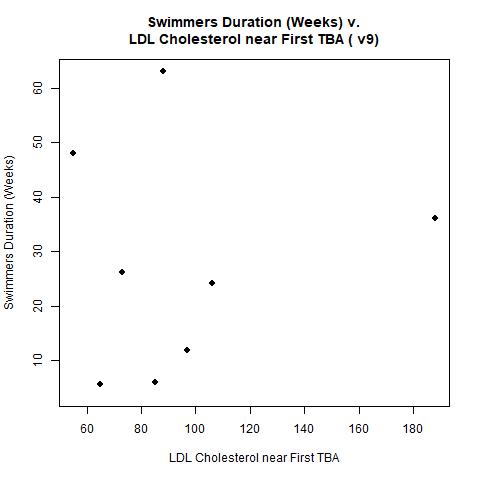 Swimmers Duration (Weeks) v.
LDL Cholesterol near First TBA ( v9)
Swimmers Duration (Weeks)
60
50
40
30
20
10
60 80 100 120 140 160 180
LDL Cholesterol near First TBA